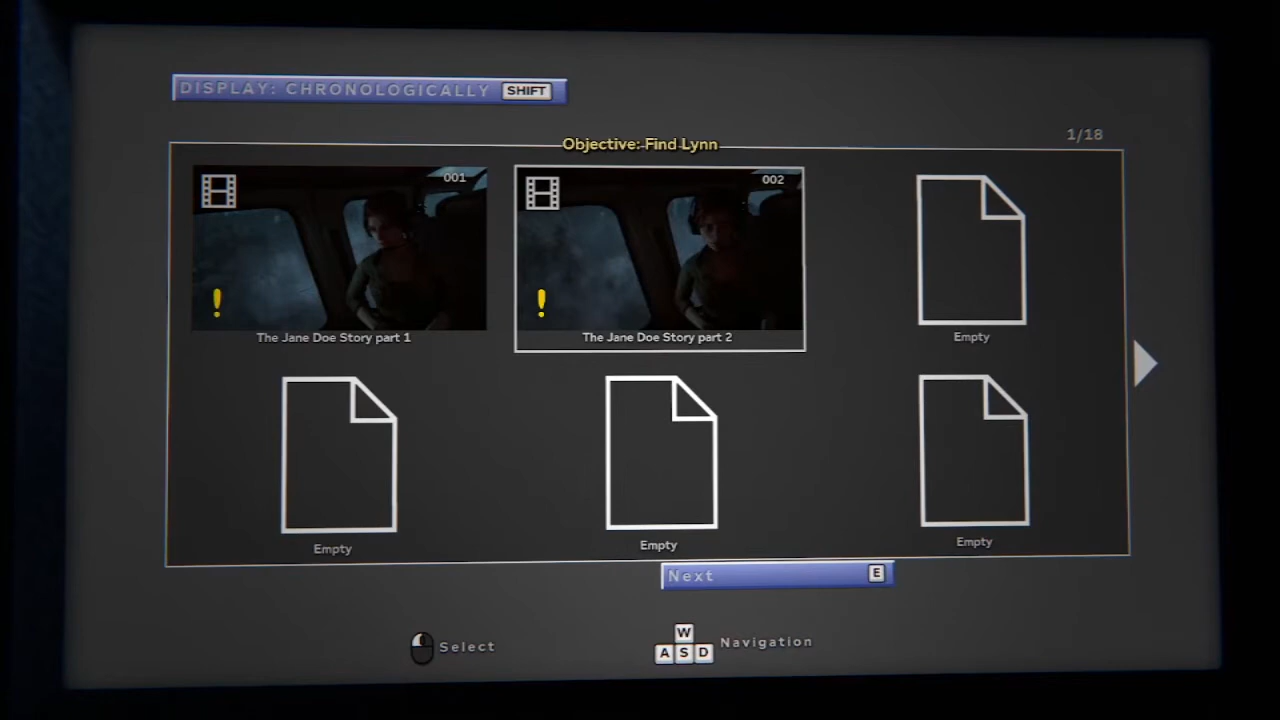 DISPLAY: CHRONOLOGICALLY SHIFT
1/18
Objective: Find Lynn
001
002
The Jane Doe Story part 1
The Jane Doe Story part 2
Empty
Empty
Empty
Empty
Next E
Select
W
A S D
Navigation